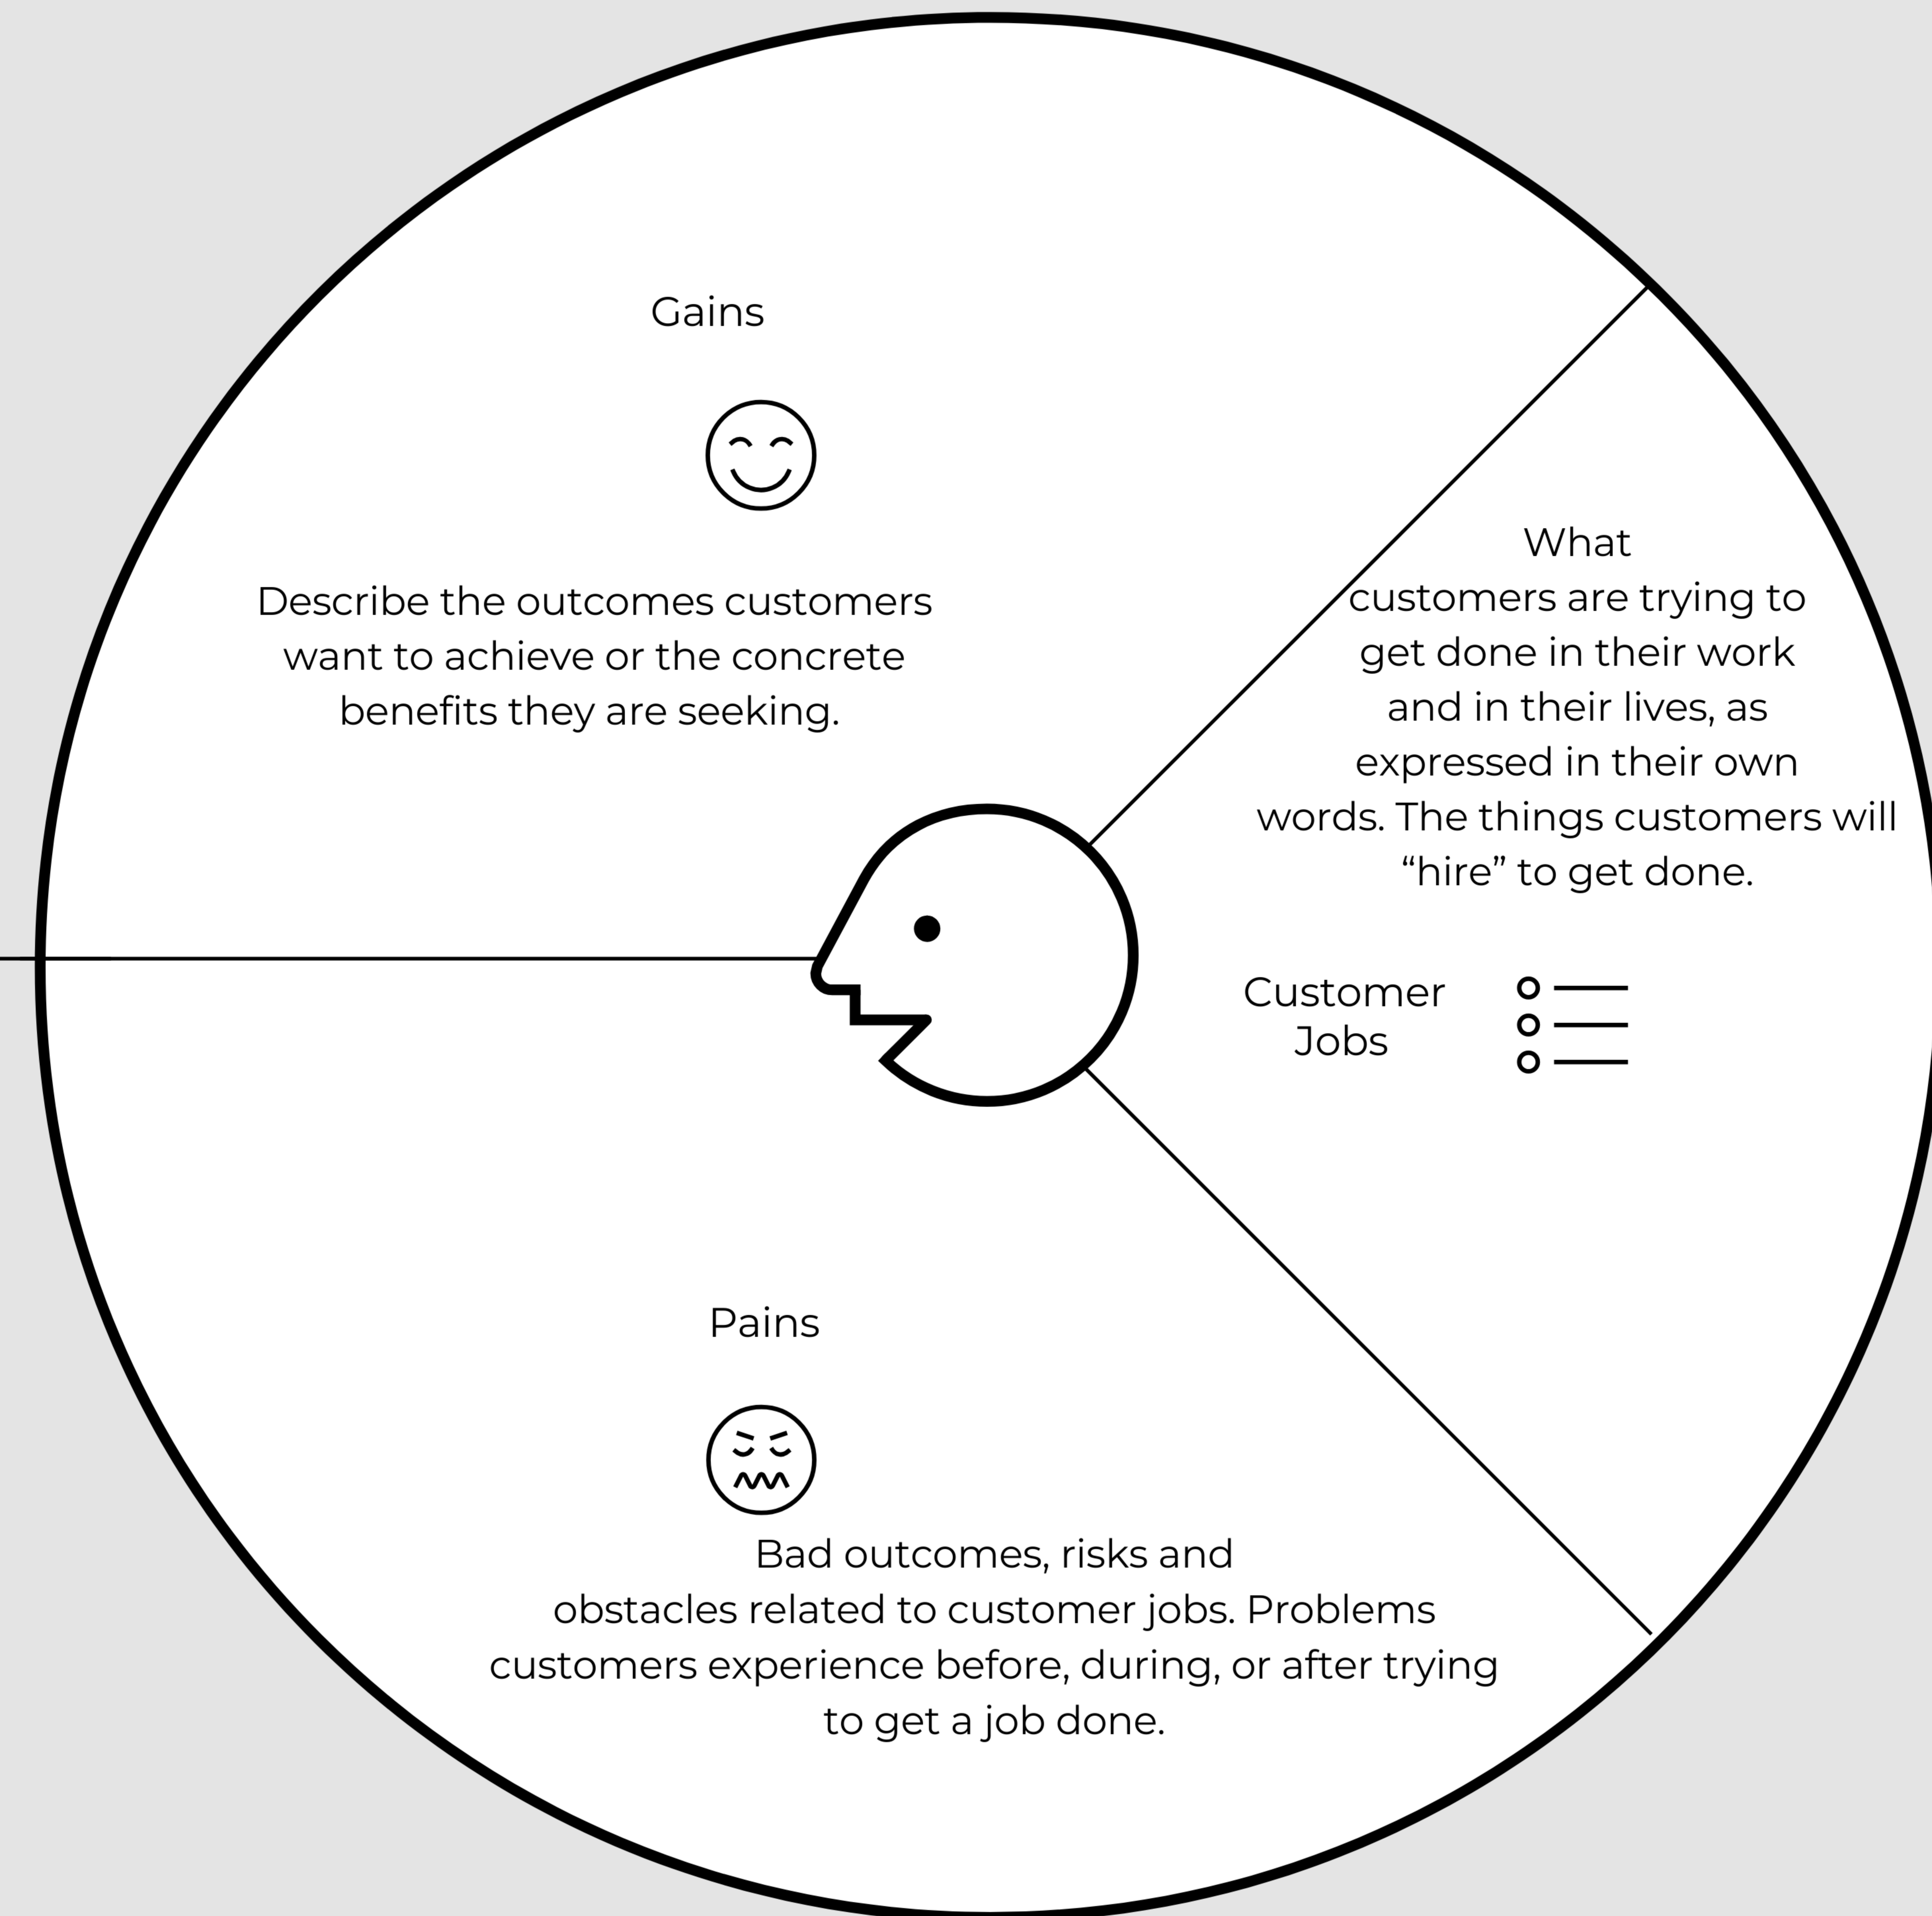 Gains
Describe the outcomes customers
want to achieve or the concrete
benefits they are seeking.
What
customers are trying to
get done in their work
and in their lives, as
expressed in their own
words. The things customers will
“hire” to get done.
Customer
Jobs
Pains
Bad outcomes, risks and
obstacles related to customer jobs. Problems
customers experience before, during, or after trying
to get a job done.